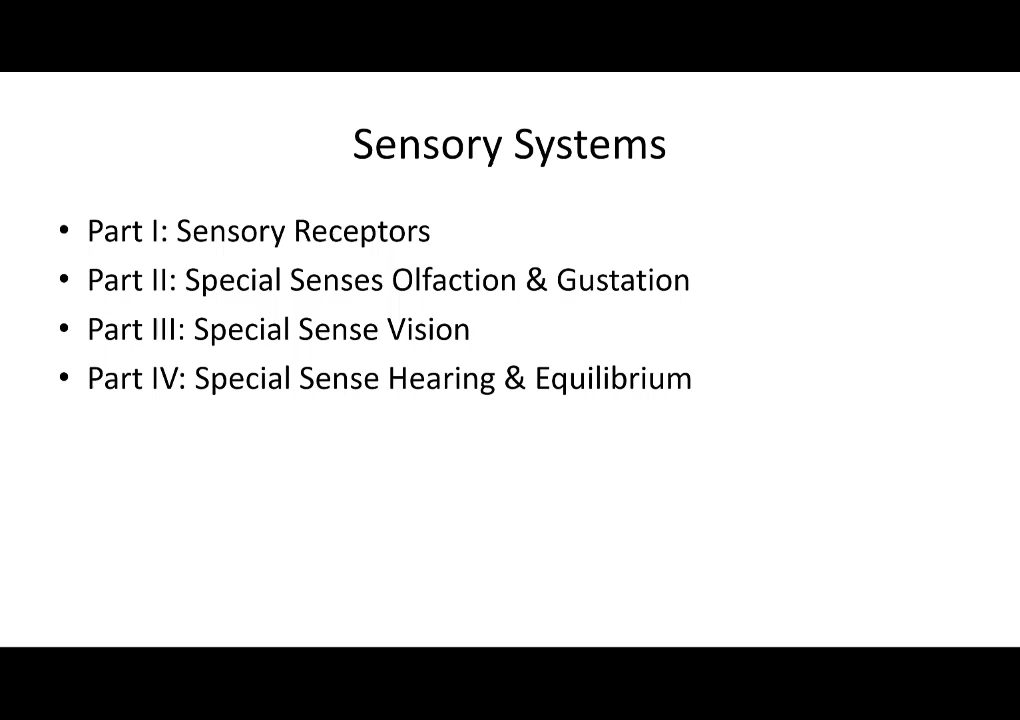 Sensory Systems
• Part I: Sensory Receptors
• Part II: Special Senses Olfaction & Gustation
• Part III: Special Sense Vision
• Part IV: Special Sense Hearing & Equilibrium